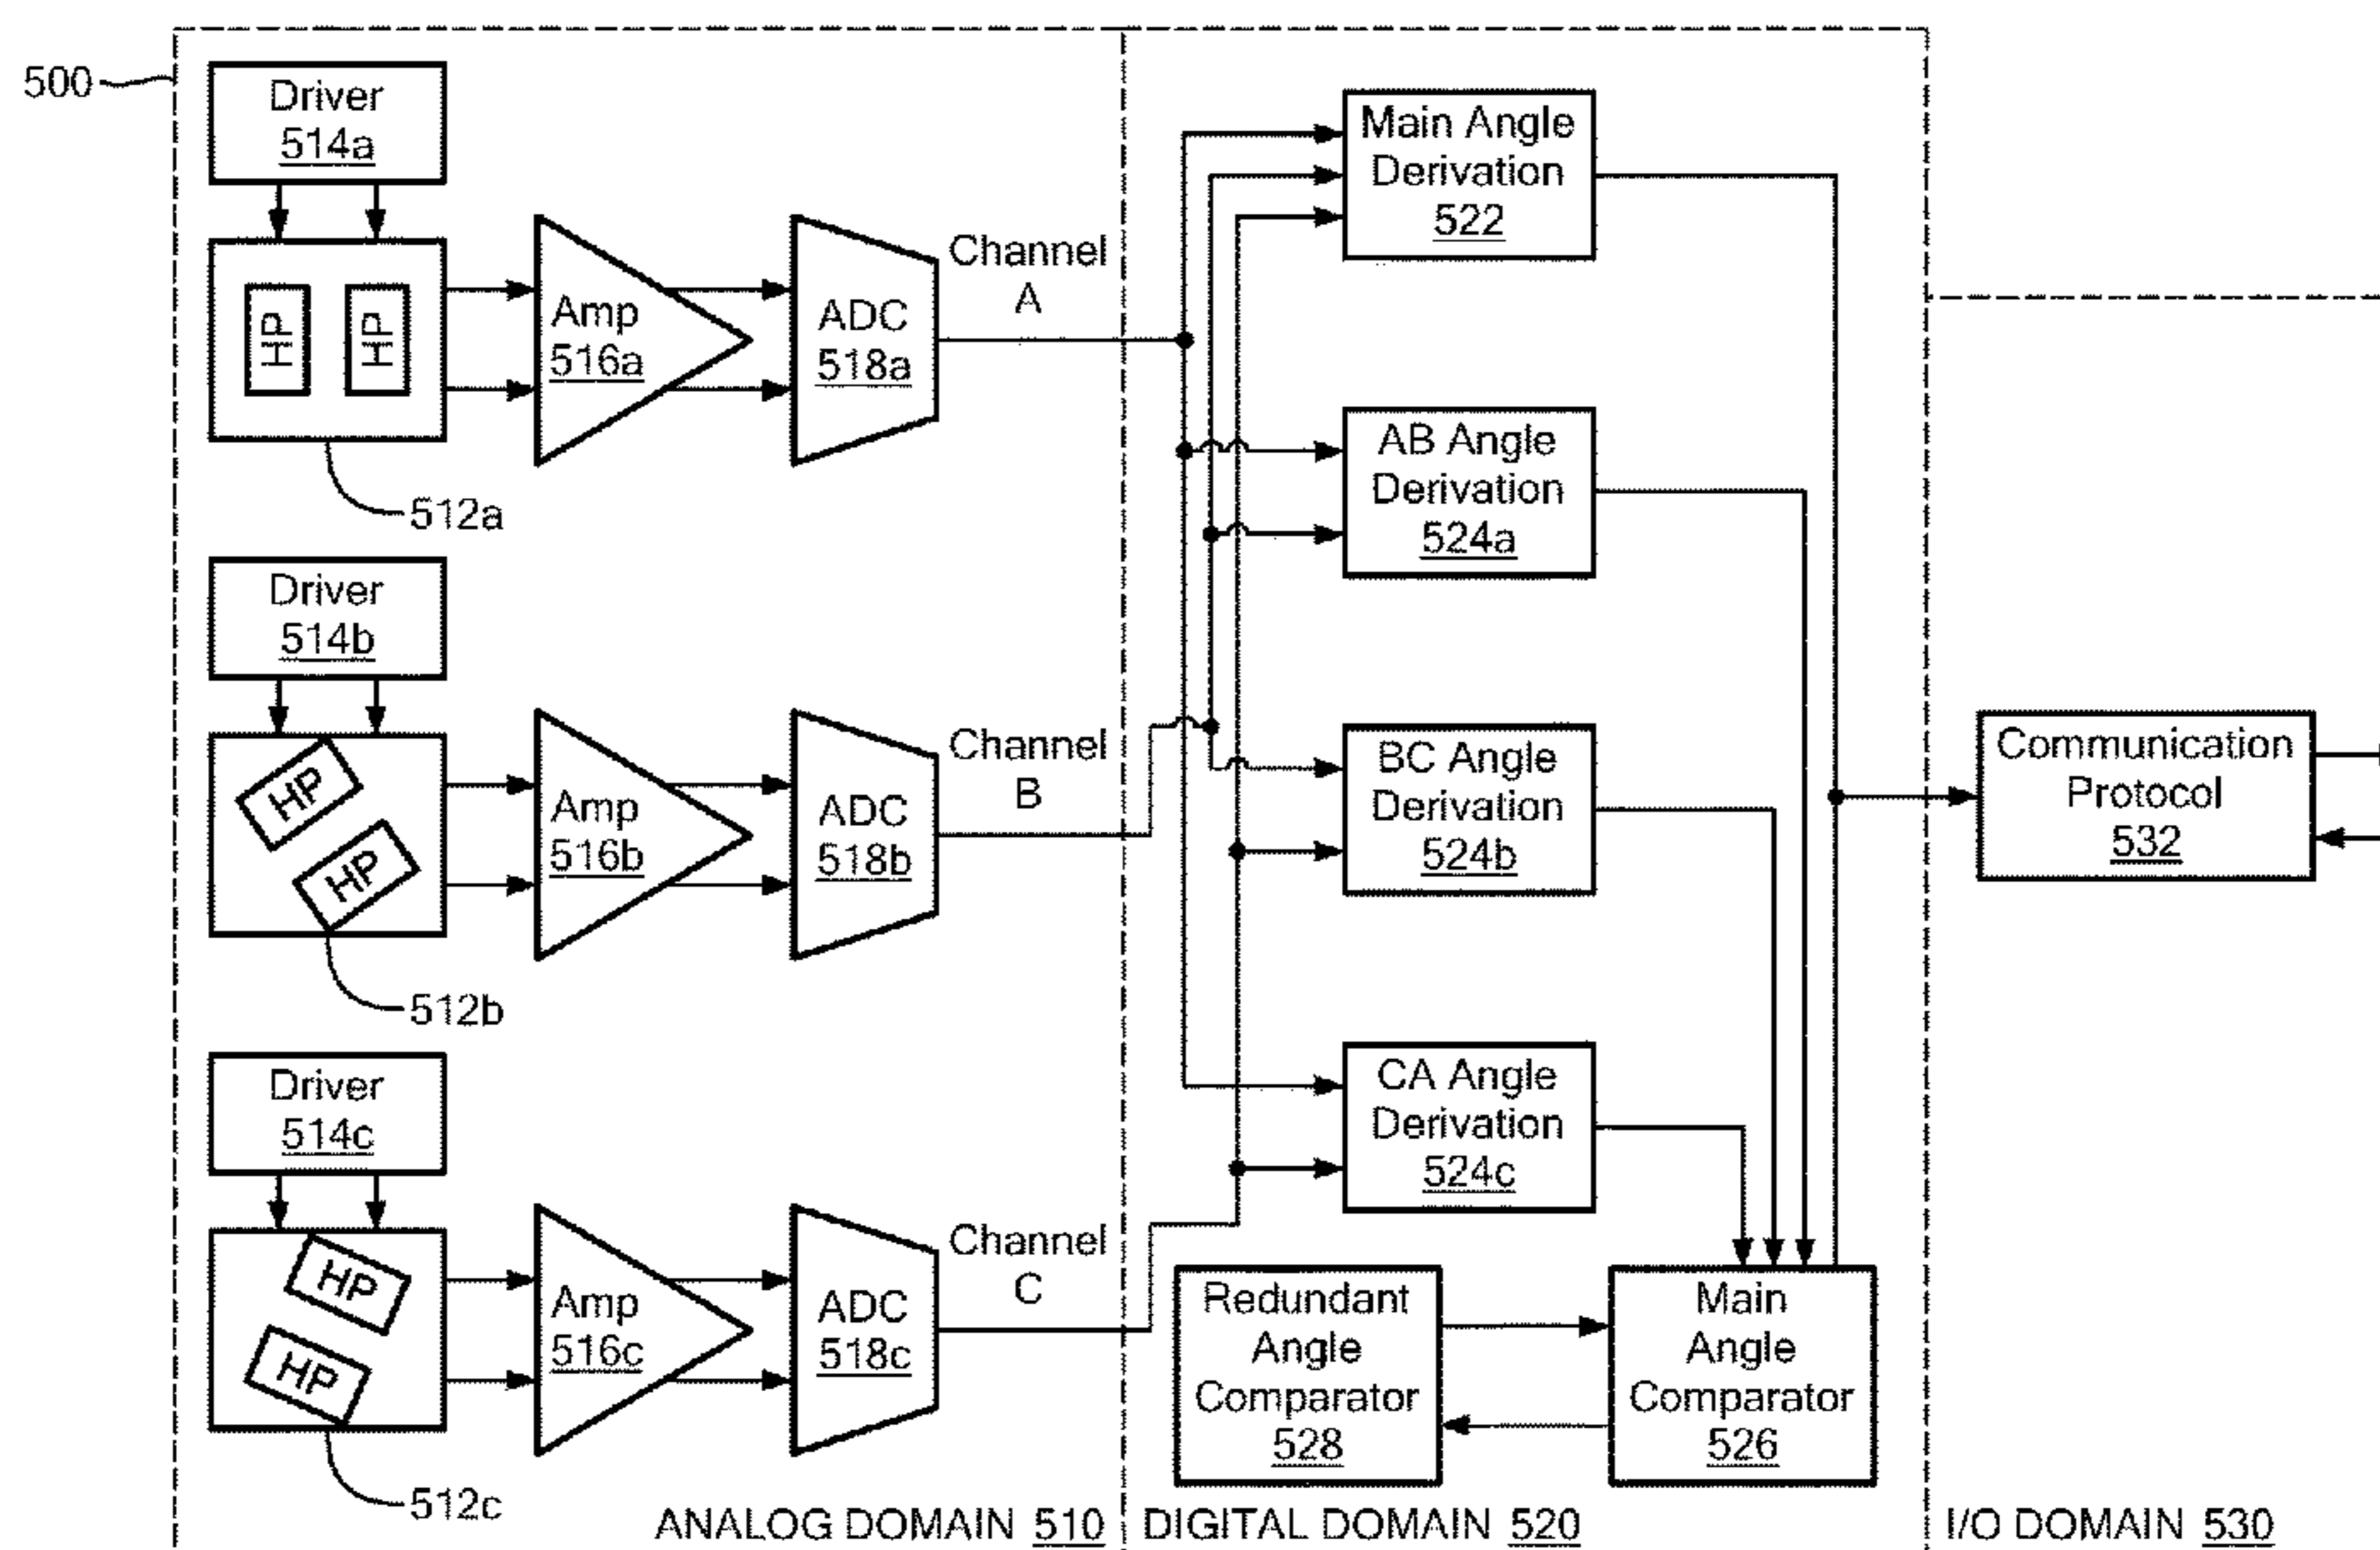 500
Driver
514a
HP
HP
512a
Amp
516a
ADC
518a
Channel
A
Driver
514b
HP
HP
512b
Amp
516b
ADC
518b
Channel
B
Driver
514c
HP
HP
512c
Amp
516c
ADC
518c
Channel
C
ANALOG DOMAIN 510
Main Angle
Derivation
522
AB Angle
Derivation
524a
BC Angle
Derivation
524b
CA Angle
Derivation
524c
Redundant
Angle
Comparator
528
Main
Angle
Comparator
526
DIGITAL DOMAIN 520
Communication
Protocol
532
I/O DOMAIN 530